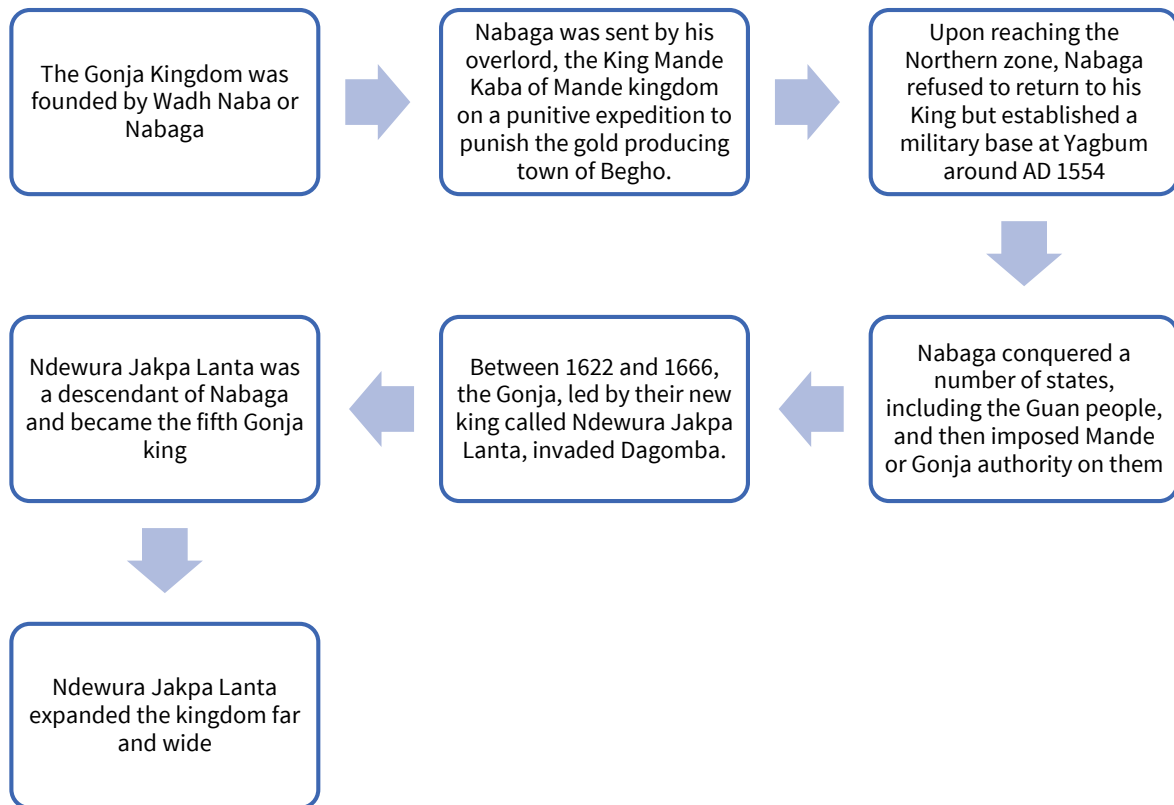 The Gonja Kingdom was
founded by Wadh Naba or
Nabaga
Nabaga was sent by his
overlord, the King Mande
Kaba of Mande kingdom
on a punitive expedition to
punish the gold producing
town of Begho.
Upon reaching the
Northern zone, Nabaga
refused to return to his
King but established a
military base at Yagbum
around AD 1554
Nabaga conquered a
number of states,
including the Guan people,
and then imposed Mande
or Gonja authority on them
Between 1622 and 1666,
the Gonja, led by their new
king called Ndewura Jakpa
Lanta, invaded Dagomba.
Ndewura Jakpa Lanta was
a descendant of Nabaga
and became the fifth Gonja
king
Ndewura Jakpa Lanta
expanded the kingdom far
and wide